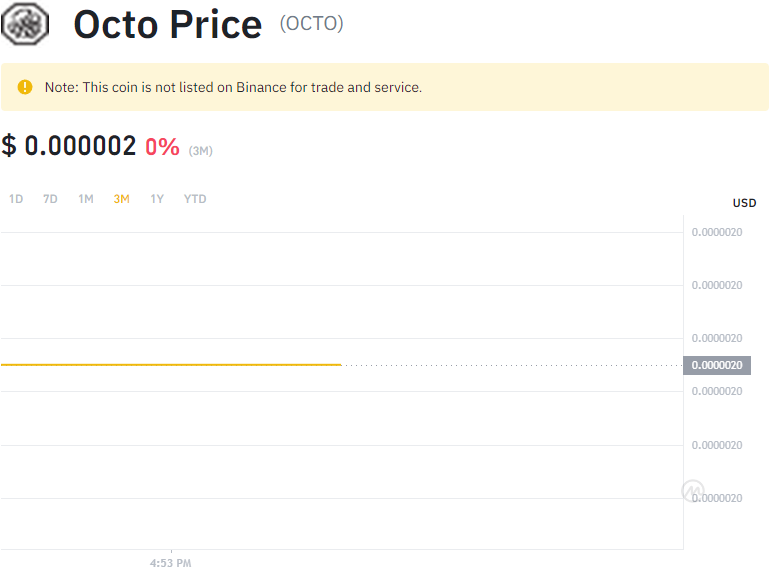 Octo Price (OCTO)
Note: This coin is not listed on Binance for trade and service.
$ 0.000002 0% (3M)
1D 7D 1M 3M 1Y YTD
USD
0.0000020
0.0000020
0.0000020
0.0000020
0.0000020
0.0000020
0.0000020
4:53 PM